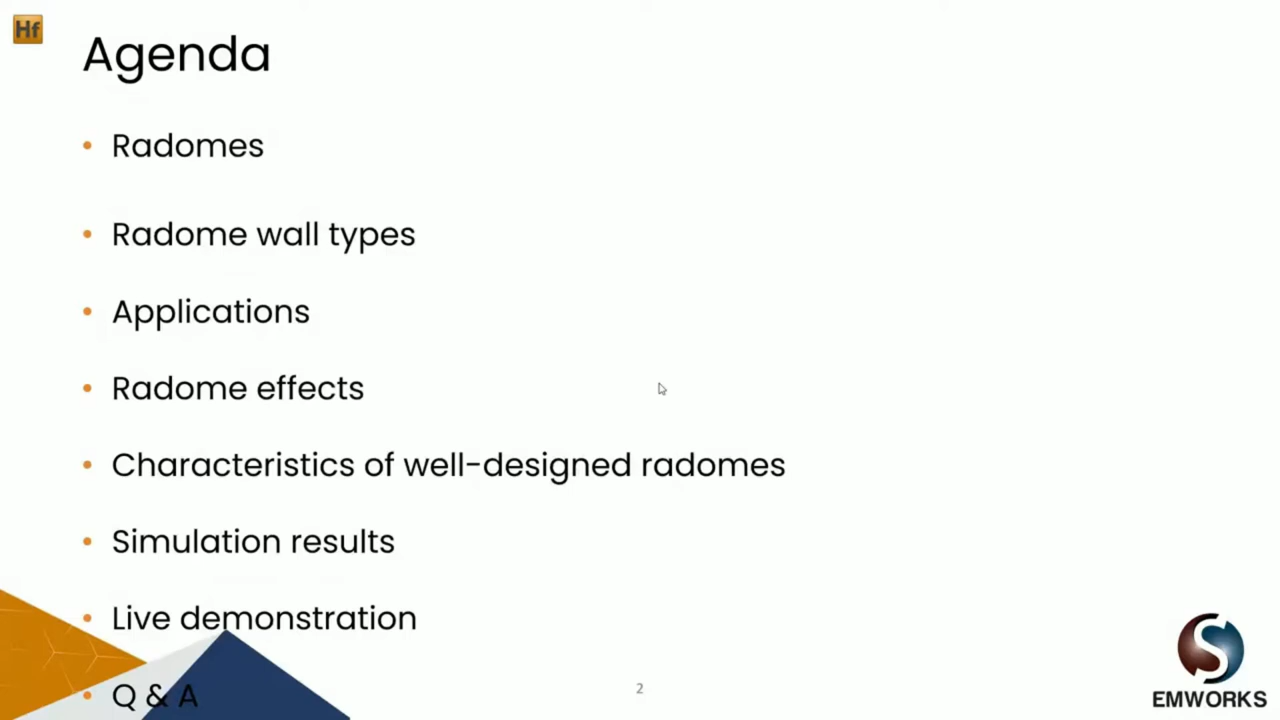 Hf
Agenda
• Radomes
• Radome wall types
• Applications
• Radome effects
• Characteristics of well-designed radomes
• Simulation results
• Live demonstration
• Q & A
2
S
EMWORKS